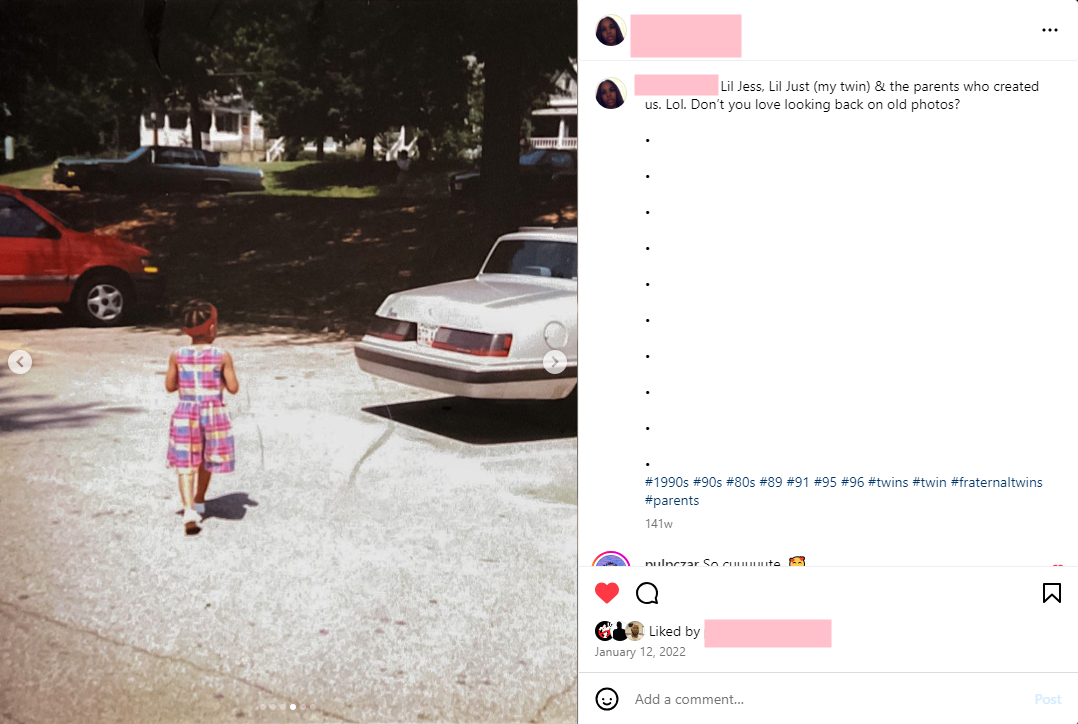 Lil Jess, Lil Just (my twin) & the parents who created
us. Lol. Don’t you love looking back on old photos?
•
•
•
•
•
•
•
•
•
•
#1990s #90s #80s #89 #91 #95 #96 #twins #twin #fraternaltwins
#parents
141w
pulpczar So cuuuuute 🥰
Liked by
January 12, 2022
Add a comment...
Post